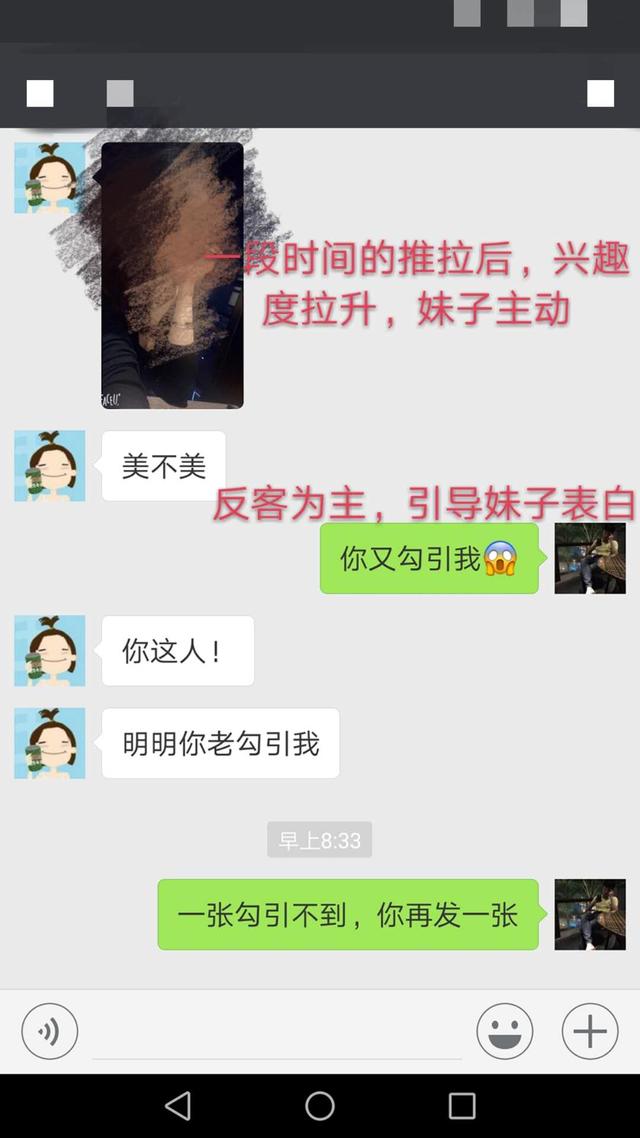 一段时间的推拉后，兴趣
度拉升，妹子主动
FACEU
美不美
反客为主，引导妹子表白
你又勾引我😱
你这人！
明明你老勾引我
早上8:33
一张勾引不到，你再发一张